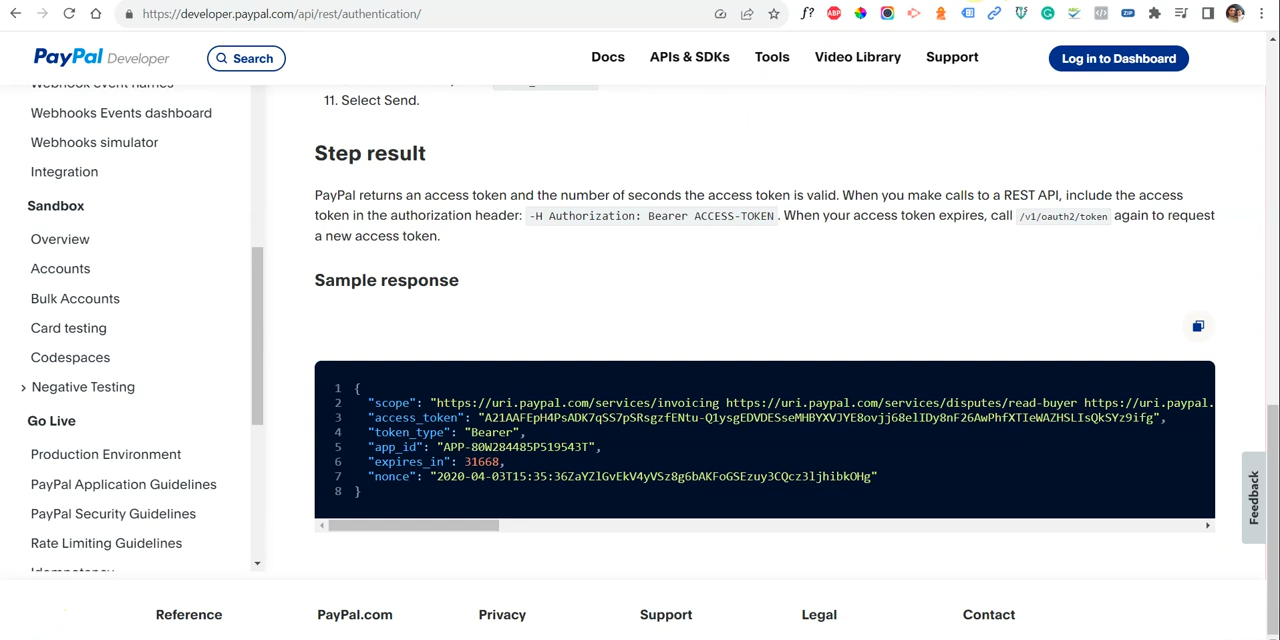 https://developer.paypal.com/api/rest/authentication/
PayPal Developer
Search
Docs
APIs & SDKs
Tools
Video Library
Support
Log in to Dashboard
Webhook event names
Webhooks Events dashboard
Webhooks simulator
Integration
Sandbox
Overview
Accounts
Bulk Accounts
Card testing
Codespaces
Negative Testing
Go Live
Production Environment
PayPal Application Guidelines
PayPal Security Guidelines
Rate Limiting Guidelines
Idempotency
11. Select Send.
Step result
PayPal returns an access token and the number of seconds the access token is valid. When you make calls to a REST API, include the access
token in the authorization header: -H Authorization: Bearer ACCESS-TOKEN. When your access token expires, call /v1/oauth2/token again to request
a new access token.
Sample response
1 {
2 "scope": "https://uri.paypal.com/services/invoicing https://uri.paypal.com/services/disputes/read-buyer https://uri.paypal.
3 "access_token": "A21AAFEpH4PsADK7qSS7pSRsgzfENtu-Q1ysgEDVDESseMHBYXVJYE8ovjj68elIDy8nF26AwPhfXTIeWAZHSLIsQkSYz9ifg",
4 "token_type": "Bearer",
5 "app_id": "APP-80W284485P519543T",
6 "expires_in": 31668,
7 "nonce": "2020-04-03T15:35:36ZaYZlGvEkV4yVSz8g6bAKFoGSEzuy3CQcz3ljhibkOHg"
8 }
Feedback
Reference
PayPal.com
Privacy
Support
Legal
Contact